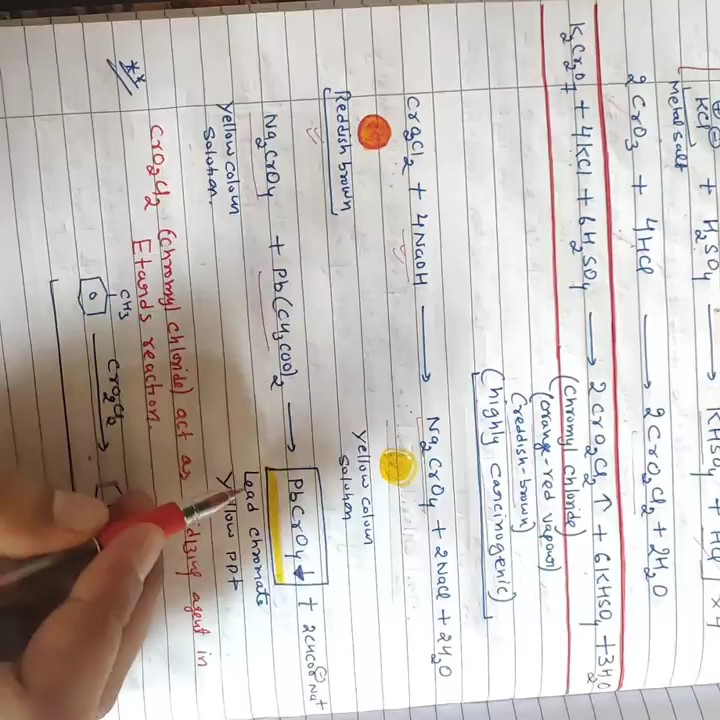 KCl + H₂SO₄ ⟶ KHSO₄ + HCl] ×4
Metal salt
2CrO₃ + 4HCl ⟶ 2CrO₂Cl₂ + 2H₂O
K₂Cr₂O₇ + 4KCl + 6H₂SO₄ ⟶ 2CrO₂Cl₂↑ + 6KHSO₄ + 3H₂O
(chromyl chloride)
(orange-red vapour)
(reddish-brown)
(highly carcinogenic)
CrO₂Cl₂ + 4NaOH ⟶ Na₂CrO₄ + 2NaCl + 2H₂O
Reddish brown
Yellow colour
solution
Na₂CrO₄ + Pb(CH₃COO)₂ ⟶ PbCrO₄↓ + 2CH₃COO⁻Na⁺
Yellow colour
solution.
Lead chromate
Yellow ppt
** CrO₂Cl₂ (chromyl chloride) act as agent in
Etards reaction.
CH₃
CrO₂Cl₂ ⟶